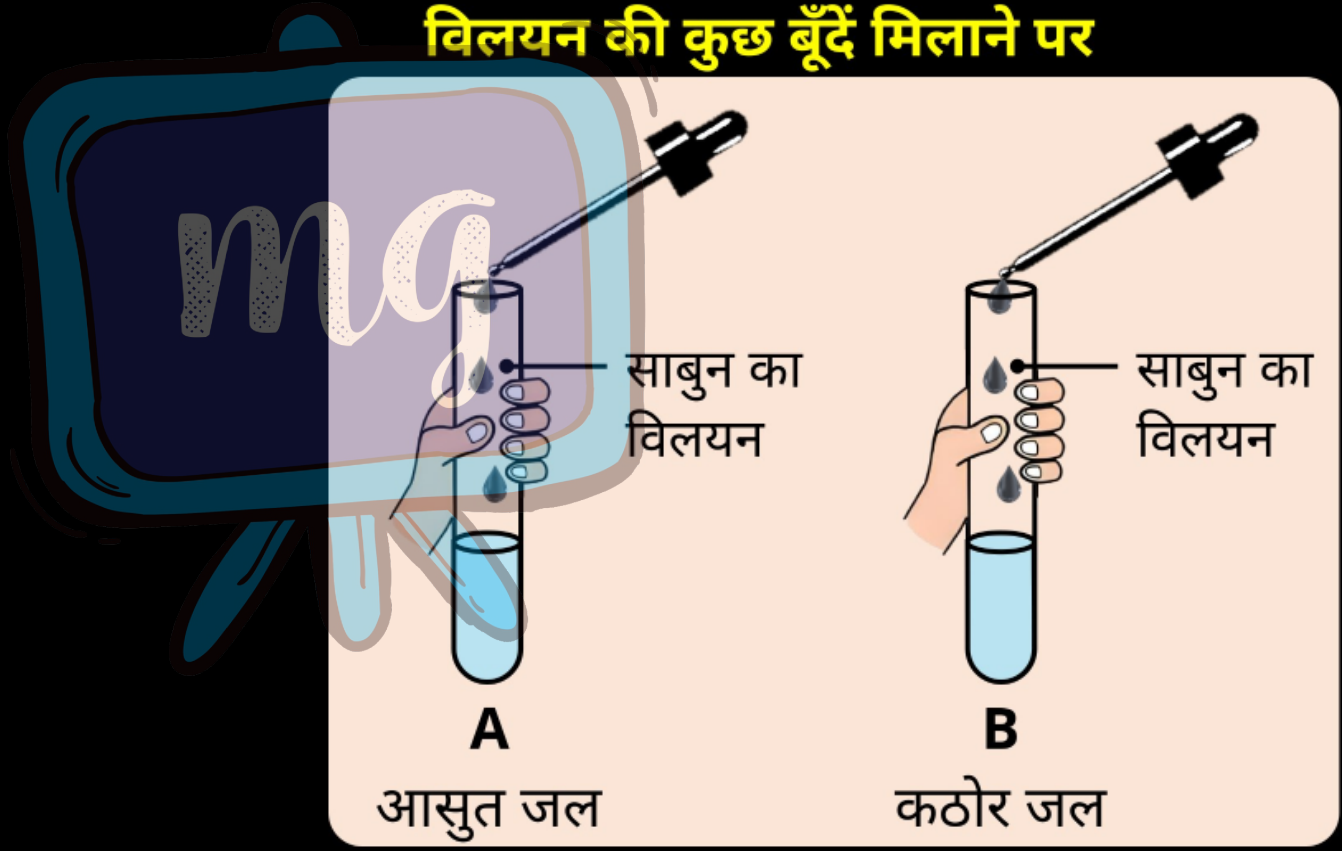 विलयन की कुछ बूँदें मिलाने पर
mg
साबुन का
विलयन
साबुन का
विलयन
A
B
आसुत जल
कठोर जल